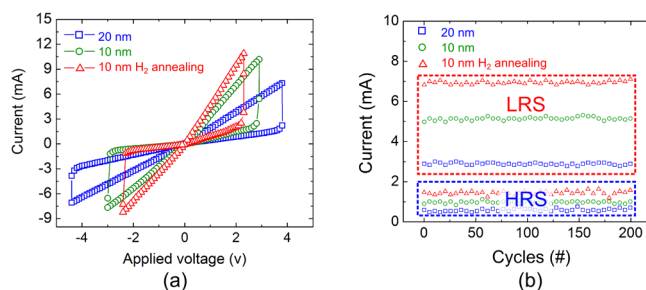 15
12
9
6
3
0
-3
-6
-9
Current (mA)
20 nm
10 nm
10 nm H₂ annealing
-4 -2 0 2 4
Applied voltage (v)
(a)
20 nm
10 nm
10 nm H₂ annealing
10
8
6
4
2
0
Current (mA)
LRS
HRS
0 50 100 150 200
Cycles (#)
(b)